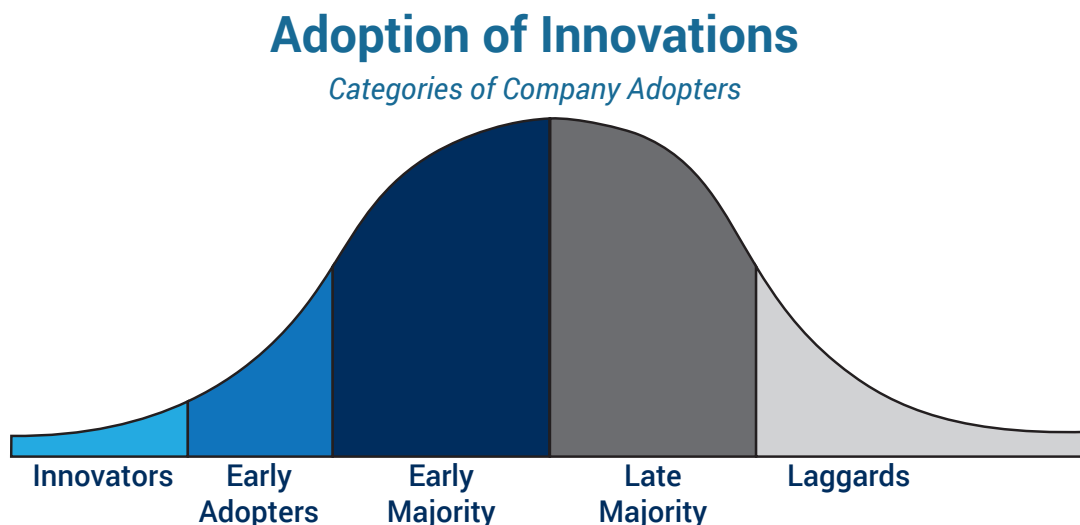 Adoption of Innovations
Categories of Company Adopters
Innovators
Early
Adopters
Early
Majority
Late
Majority
Laggards